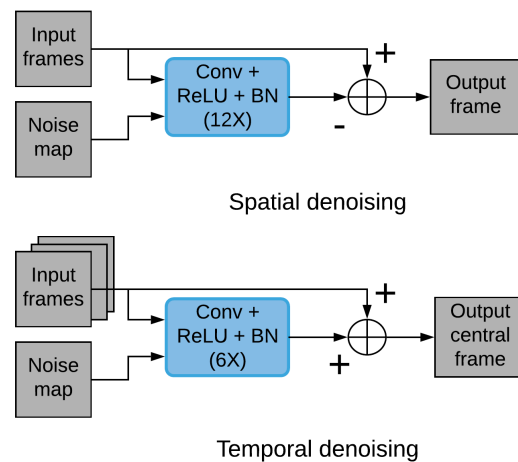 Input
frames
Noise
map
Conv +
ReLU + BN
(12X)
+
-
Output
frame
Spatial denoising
Input
frames
Noise
map
Conv +
ReLU + BN
(6X)
+
+
Output
central
frame
Temporal denoising